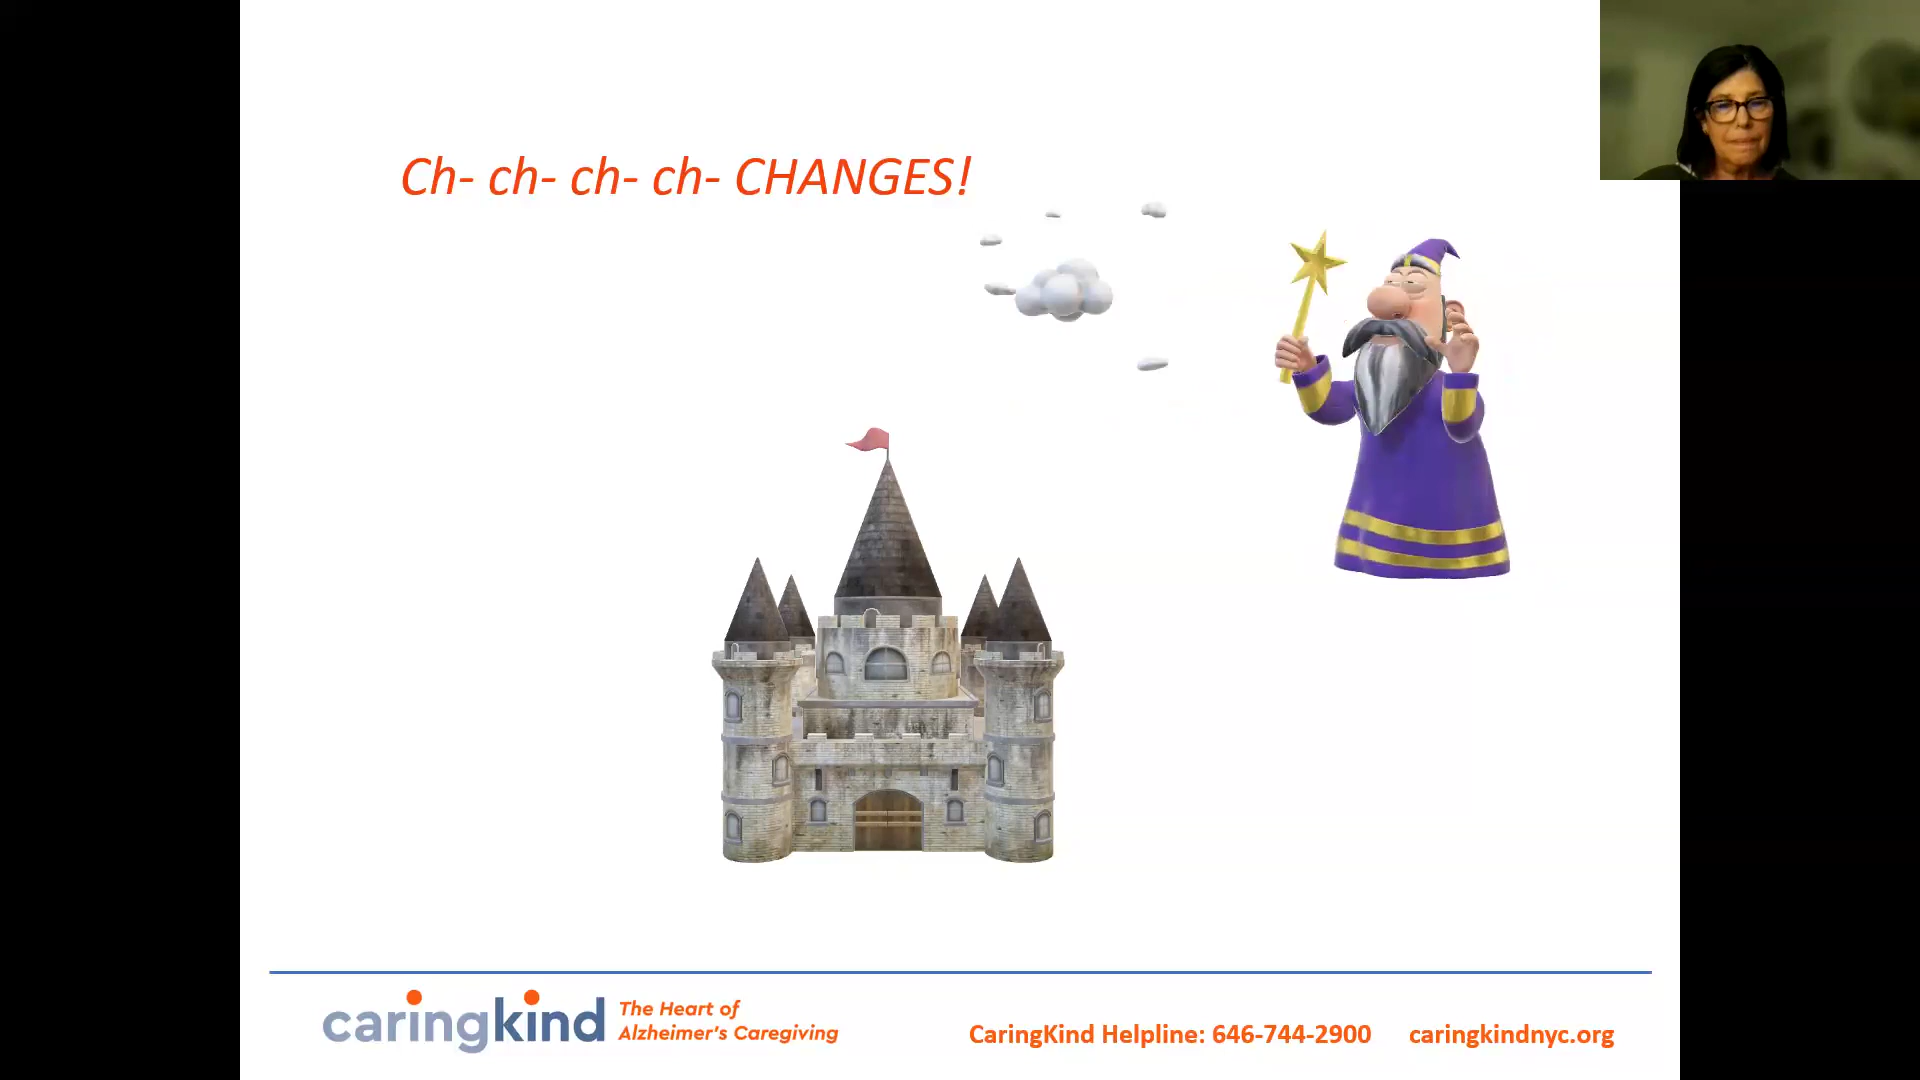 Ch- ch- ch- ch- CHANGES!
caringkind
The Heart of
Alzheimer's Caregiving
CaringKind Helpline: 646-744-2900 caringkindnyc.org